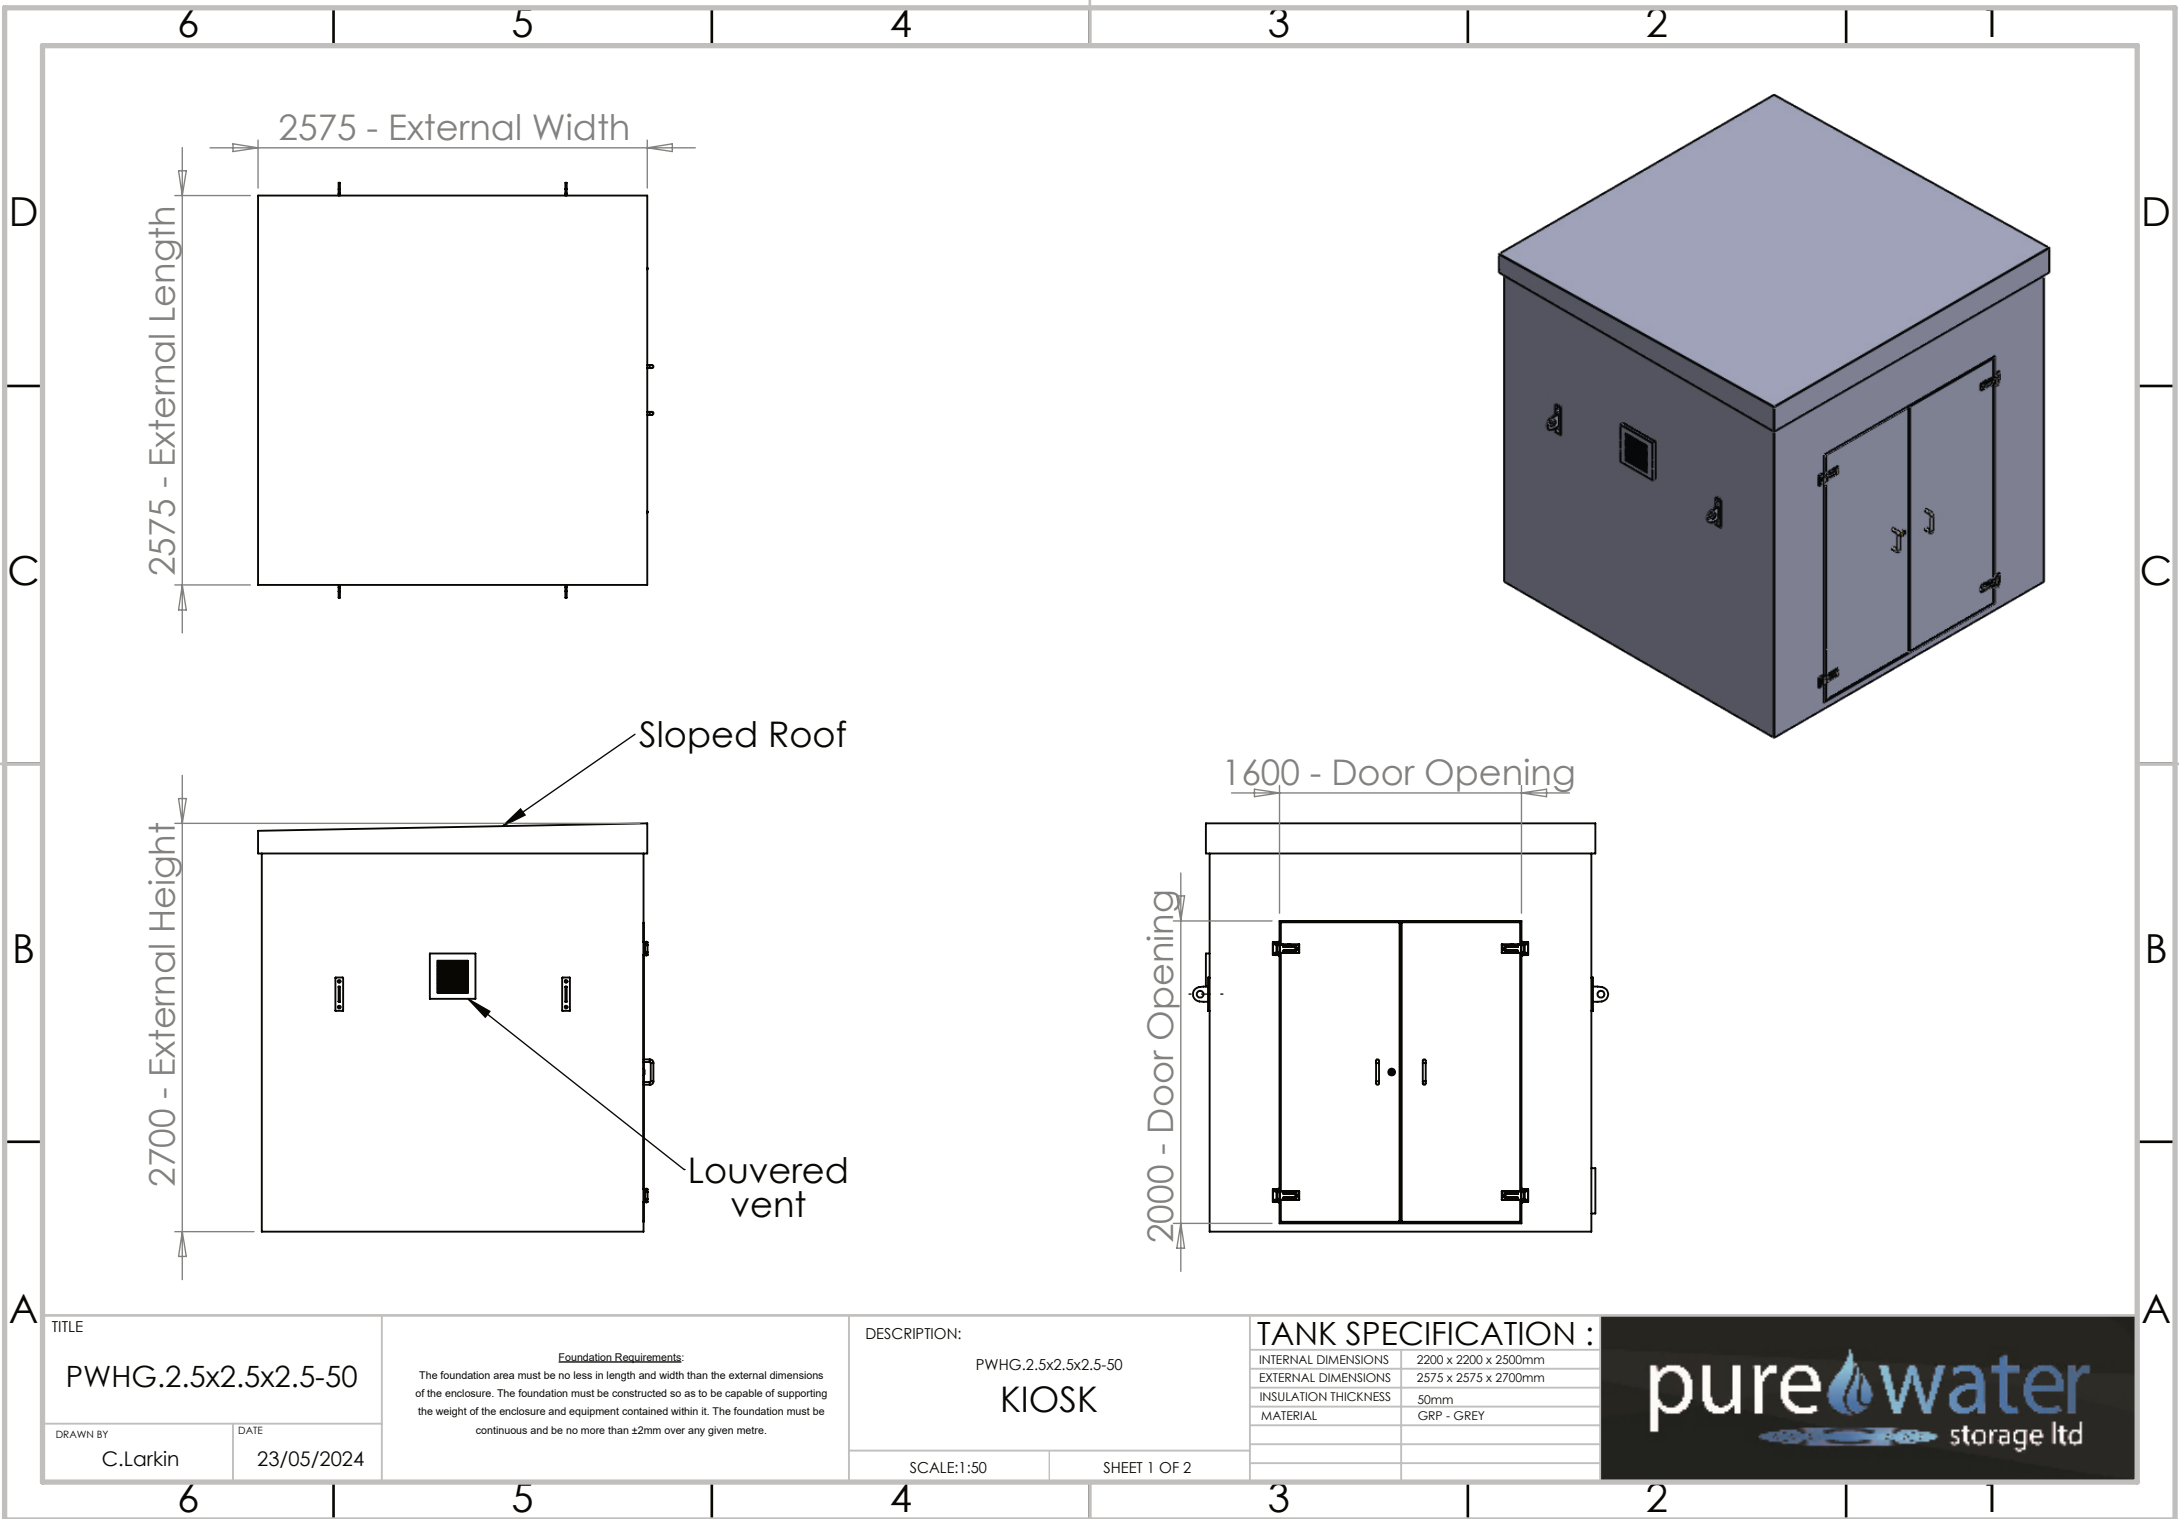 6 5 4 3 2 1
D
D
C
C
B
B
A
A
2575 - External Width
2575 - External Length
Sloped Roof
2700 - External Height
Louvered
vent
1600 - Door Opening
2000 - Door Opening
TITLE
PWHG.2.5x2.5x2.5-50
DRAWN BY
C.Larkin
DATE
23/05/2024
Foundation Requirements:
The foundation area must be no less in length and width than the external dimensions
of the enclosure. The foundation must be constructed so as to be capable of supporting
the weight of the enclosure and equipment contained within it. The foundation must be
continuous and be no more than ±2mm over any given metre.
DESCRIPTION:
PWHG.2.5x2.5x2.5-50
KIOSK
SCALE:1:50
SHEET 1 OF 2
TANK SPECIFICATION :
INTERNAL DIMENSIONS 2200 x 2200 x 2500mm
EXTERNAL DIMENSIONS 2575 x 2575 x 2700mm
INSULATION THICKNESS 50mm
MATERIAL GRP - GREY
pure water
storage ltd
6 5 4 3 2 1